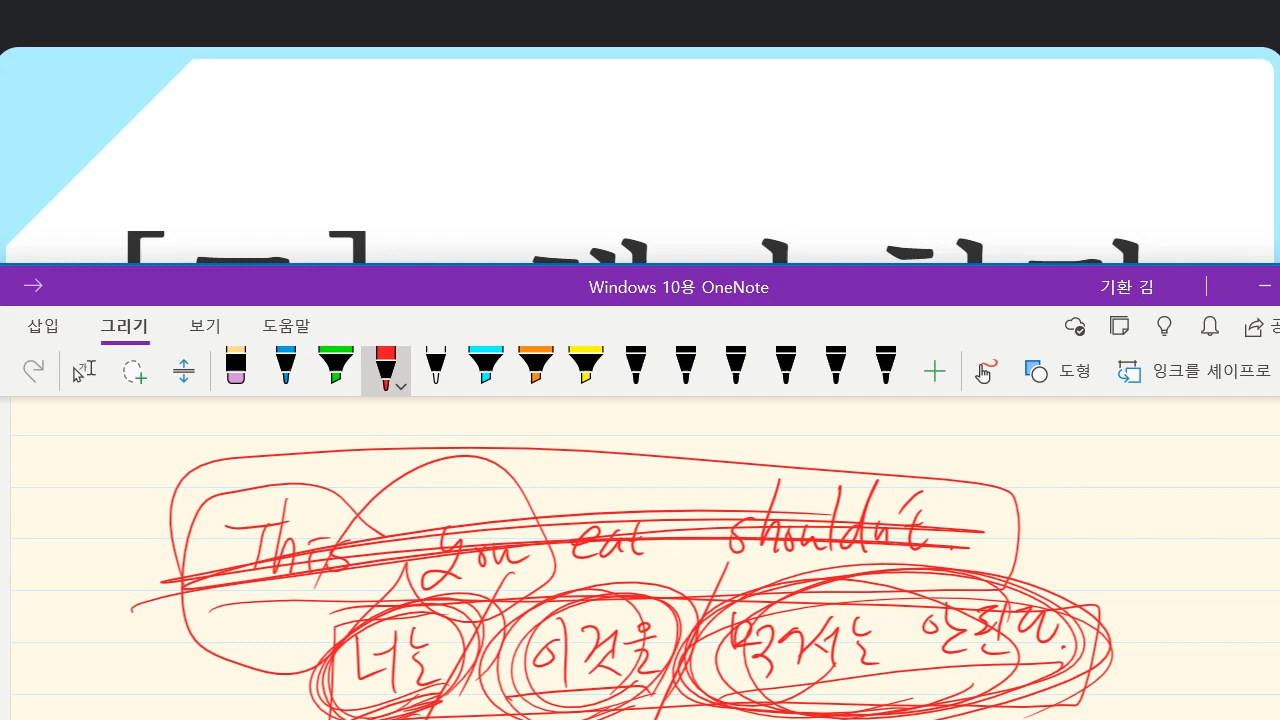 Windows 10용 OneNote
기환 김
삽입 그리기 보기 도움말
도형 잉크를 셰이프로
This you eat shouldn't.
너는 이것을 먹어서는 안된다.